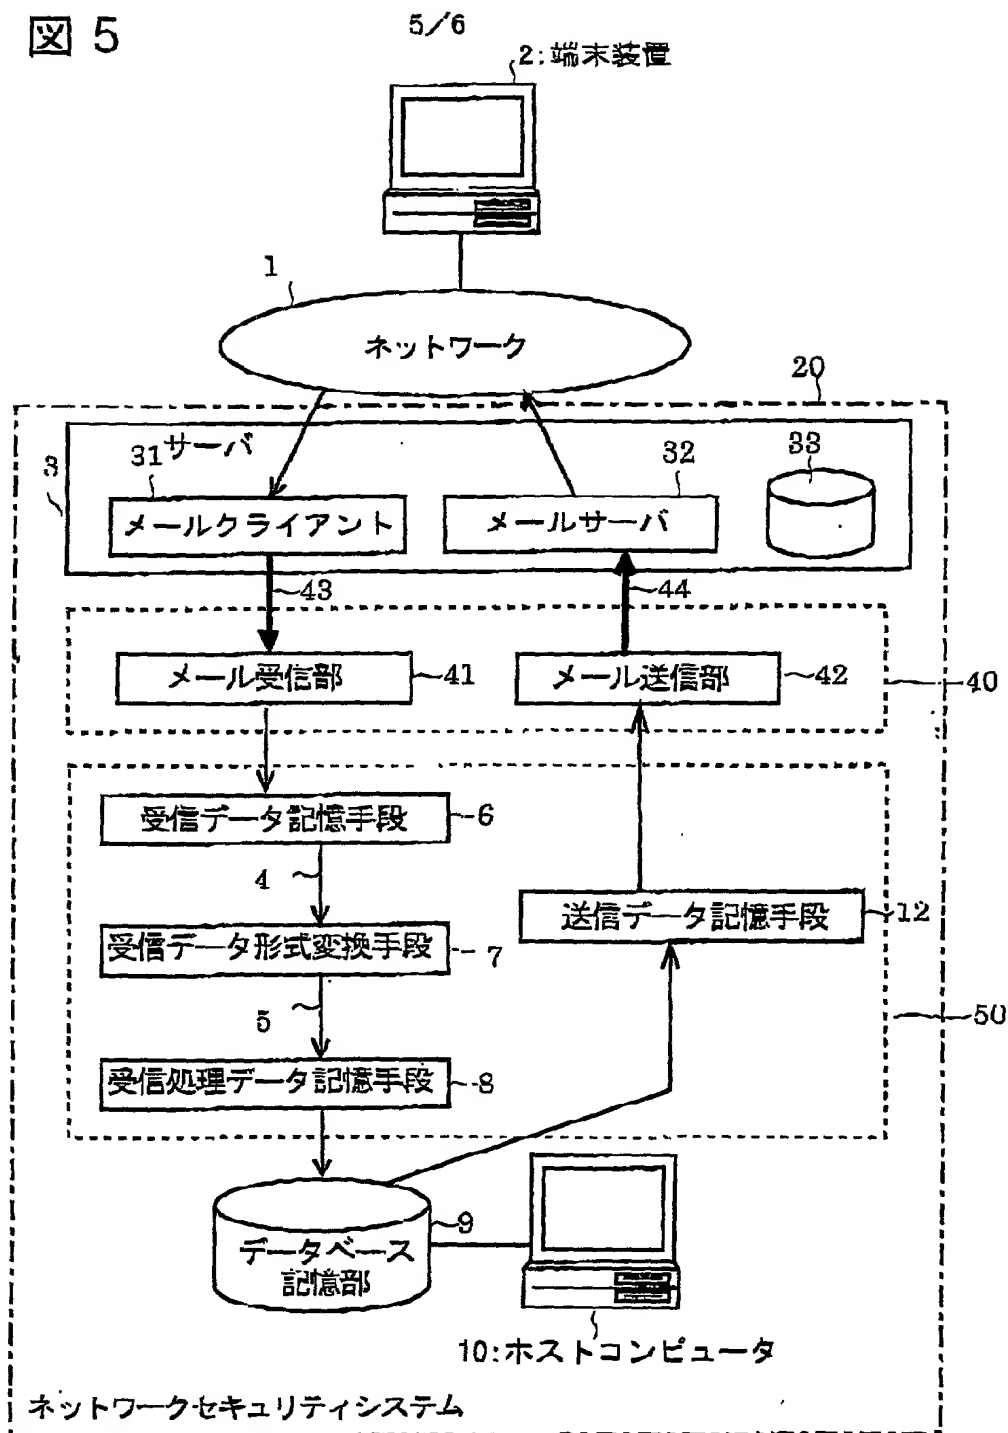 図 5
5/6
2:端末装置
1
ネットワーク
20
サーバ
3
31
32
33
メールクライアント
メールサーバ
43
44
メール受信部
41
メール送信部
42
40
受信データ記憶手段
6
4
送信データ記憶手段
12
受信データ形式変換手段
7
5
50
受信処理データ記憶手段
8
9
データベース
記憶部
10:ホストコンピュータ
ネットワークセキュリティシステム